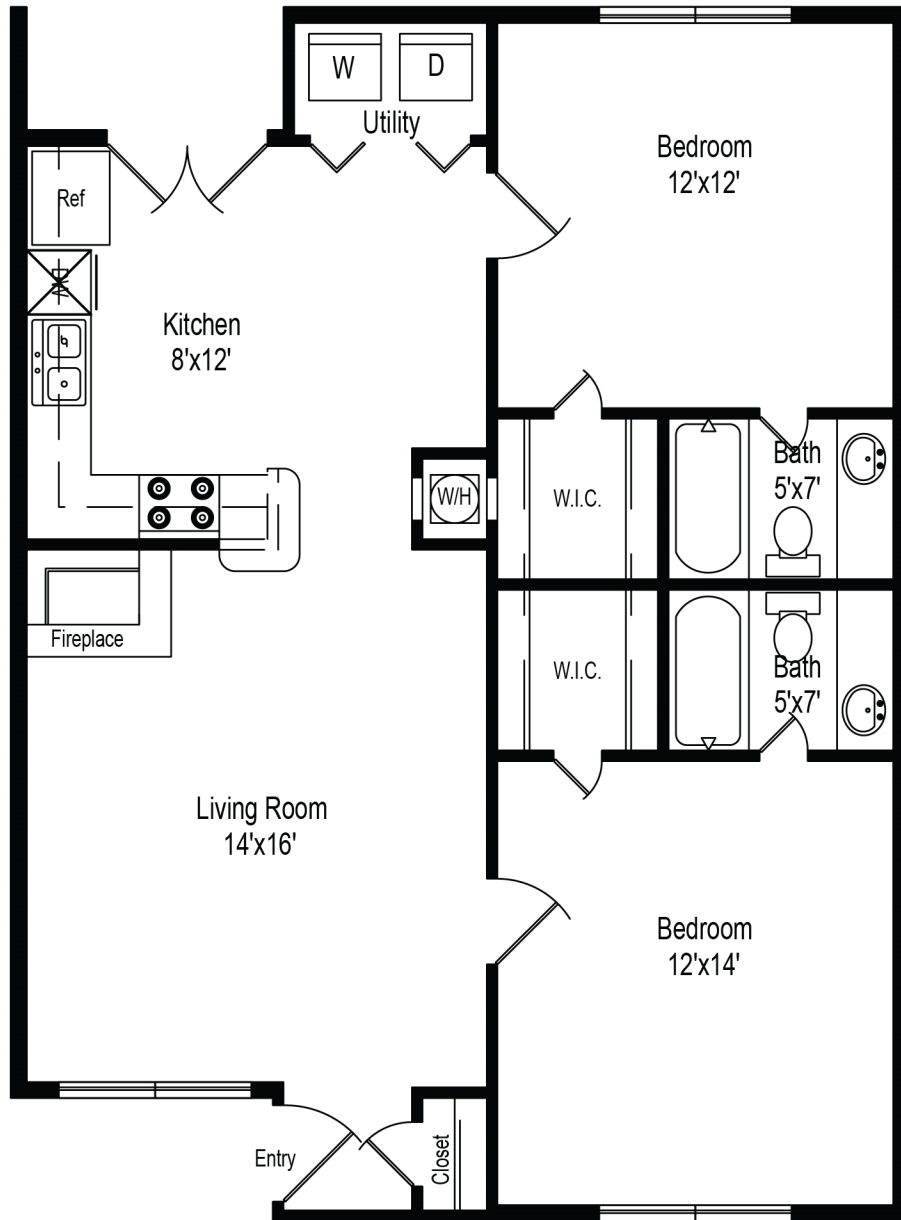 W
D
Utility
Bedroom
12'x12'
Ref
DW
Kitchen
8'x12'
Bath
5'x7'
W/H
W.I.C.
Fireplace
W.I.C.
Bath
5'x7'
Living Room
14'x16'
Bedroom
12'x14'
Entry
Closet